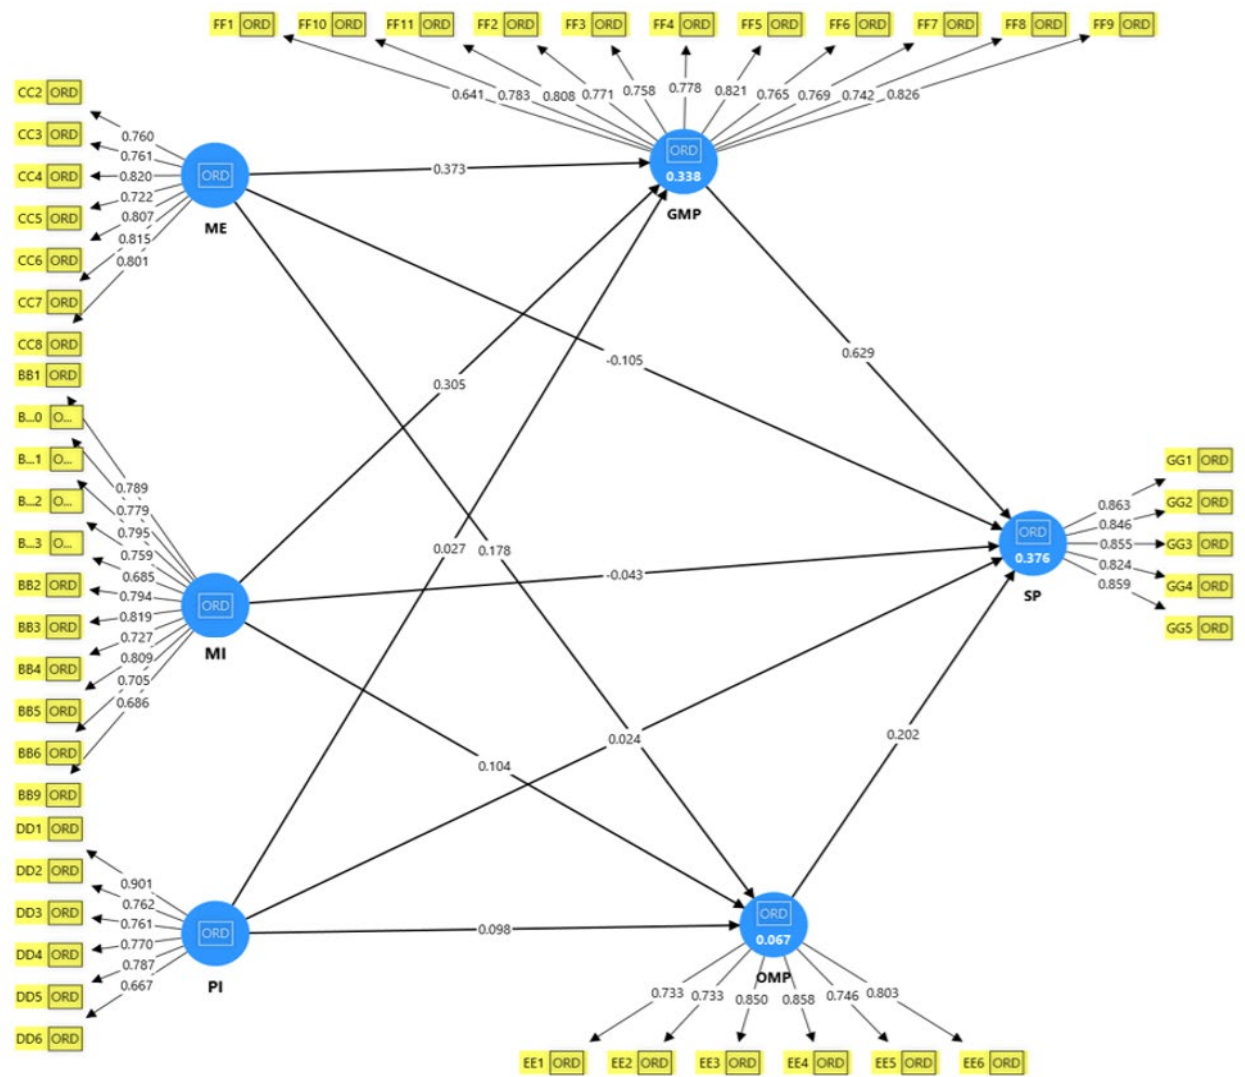 FF1 ORD FF10 ORD FF11 ORD FF2 ORD FF3 ORD FF4 ORD FF5 ORD FF6 ORD FF7 ORD FF8 ORD FF9 ORD
0.641 0.783 0.808 0.771 0.758 0.778 0.821 0.765 0.769 0.742 0.826
CC2 ORD
CC3 ORD
CC4 ORD
CC5 ORD
CC6 ORD
CC7 ORD
CC8 ORD
0.760
0.761
0.820
0.722
0.807
0.815
0.801
ORD
ME
0.373
ORD
0.338
GMP
-0.105
0.305
0.629
BB1 ORD
B...0 O...
B...1 O...
B...2 O...
B...3 O...
BB2 ORD
BB3 ORD
BB4 ORD
BB5 ORD
BB6 ORD
BB9 ORD
0.789
0.779
0.795
0.759
0.685
0.794
0.819
0.727
0.809
0.705
0.686
ORD
MI
0.027
0.178
-0.043
ORD
0.376
SP
0.863
0.846
0.855
0.824
0.859
GG1 ORD
GG2 ORD
GG3 ORD
GG4 ORD
GG5 ORD
0.104
0.024
0.202
DD1 ORD
DD2 ORD
DD3 ORD
DD4 ORD
DD5 ORD
DD6 ORD
0.901
0.762
0.761
0.770
0.787
0.667
ORD
PI
0.098
ORD
0.067
OMP
0.733 0.733 0.850 0.858 0.746 0.803
EE1 ORD EE2 ORD EE3 ORD EE4 ORD EE5 ORD EE6 ORD